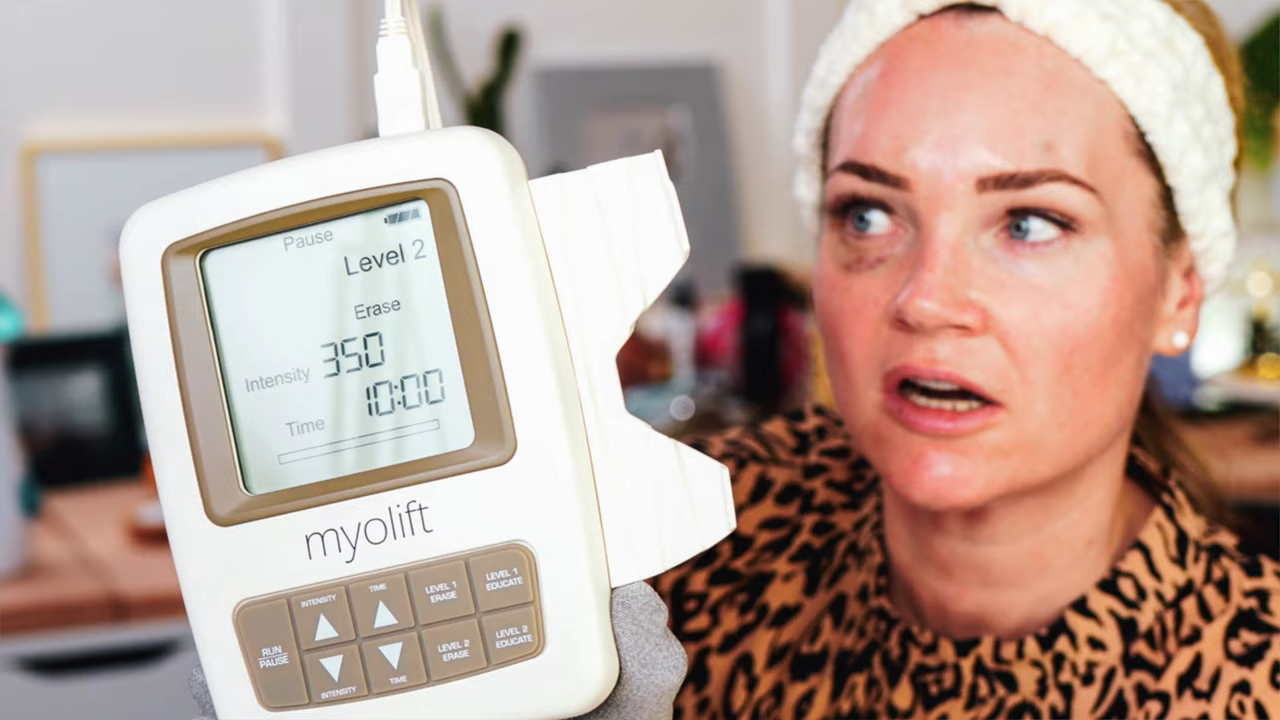 Pause
Level 2
Erase
Intensity 350
Time 10:00
myolift
RUN
PAUSE
INTENSITY
TIME
LEVEL 1
ERASE
LEVEL 1
EDUCATE
INTENSITY
TIME
LEVEL 2
ERASE
LEVEL 2
EDUCATE